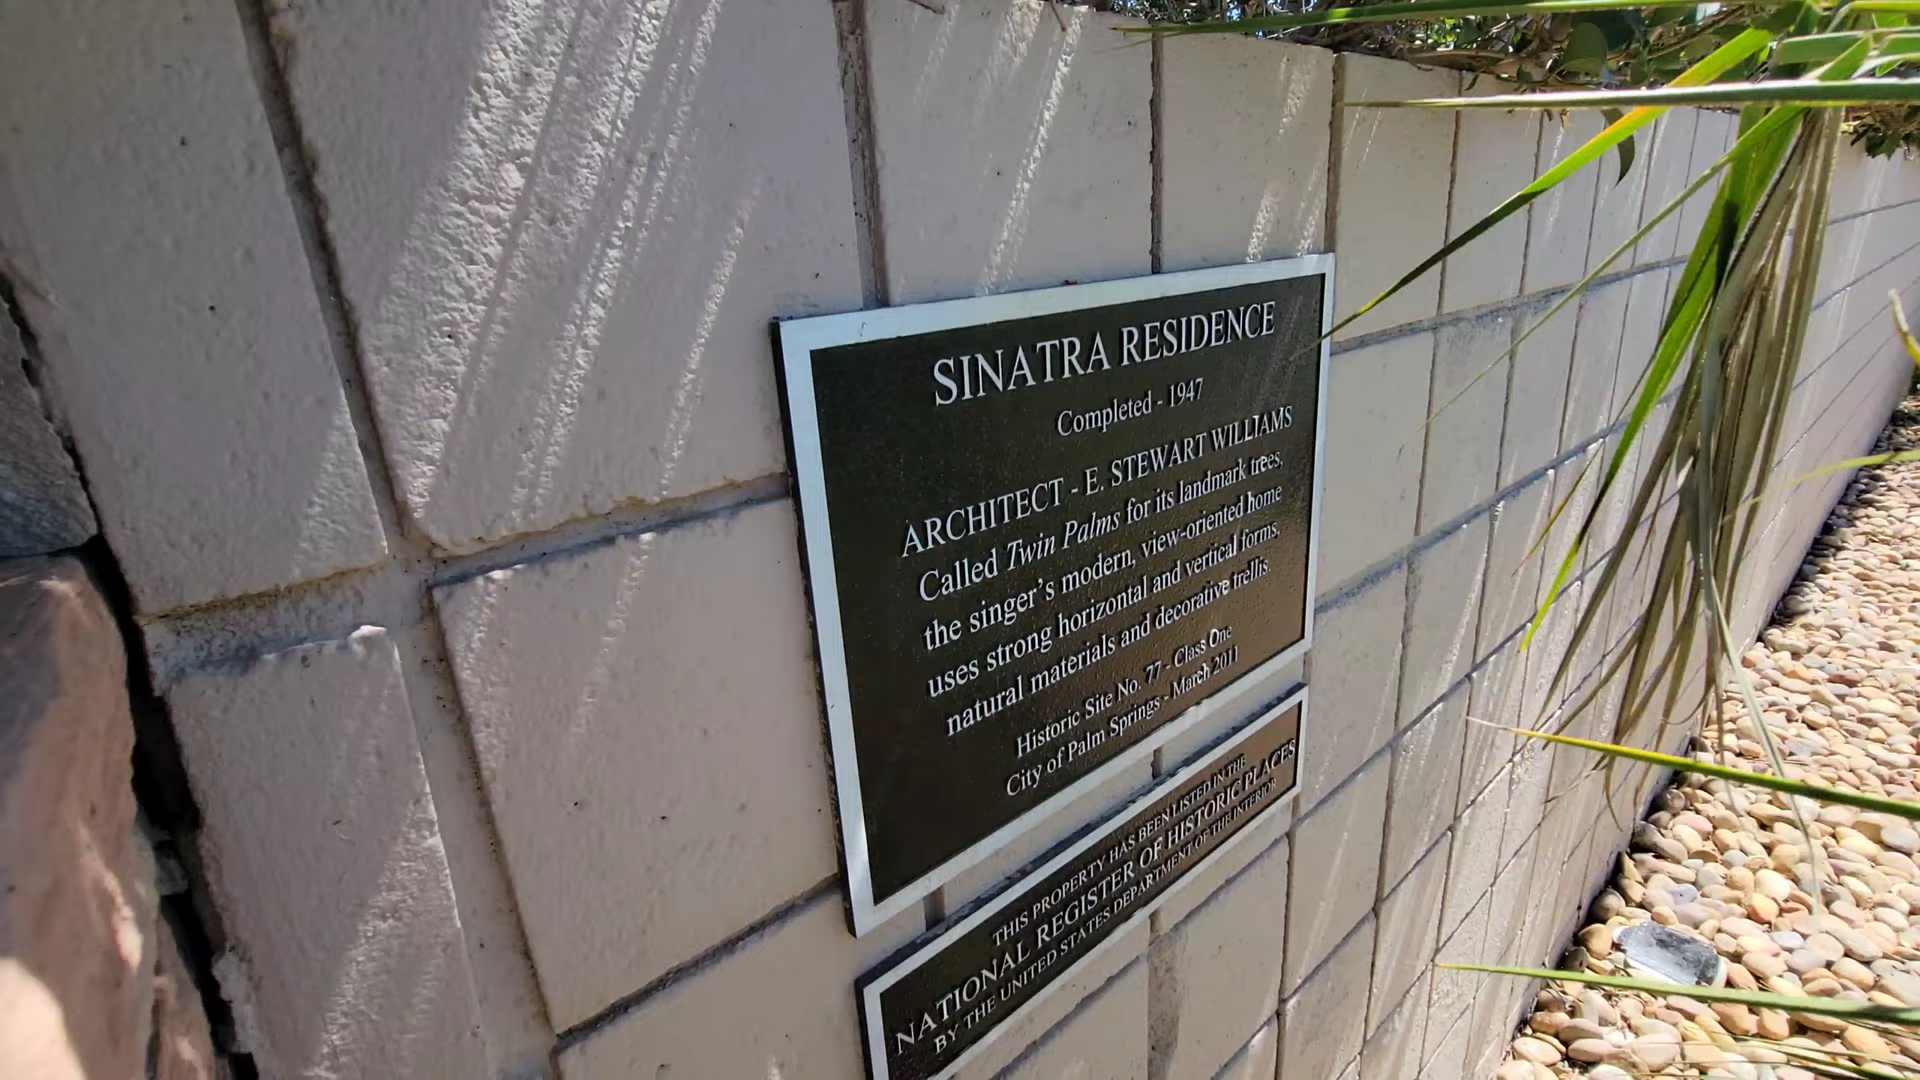 SINATRA RESIDENCE
Completed - 1947
ARCHITECT - E. STEWART WILLIAMS
Called Twin Palms for its landmark trees,
the singer's modern, view-oriented home
uses strong horizontal and vertical forms,
natural materials and decorative trellis.
Historic Site No. 77 - Class One
City of Palm Springs - March 2011
THIS PROPERTY HAS BEEN LISTED IN THE
NATIONAL REGISTER OF HISTORIC PLACES
BY THE UNITED STATES DEPARTMENT OF THE INTERIOR